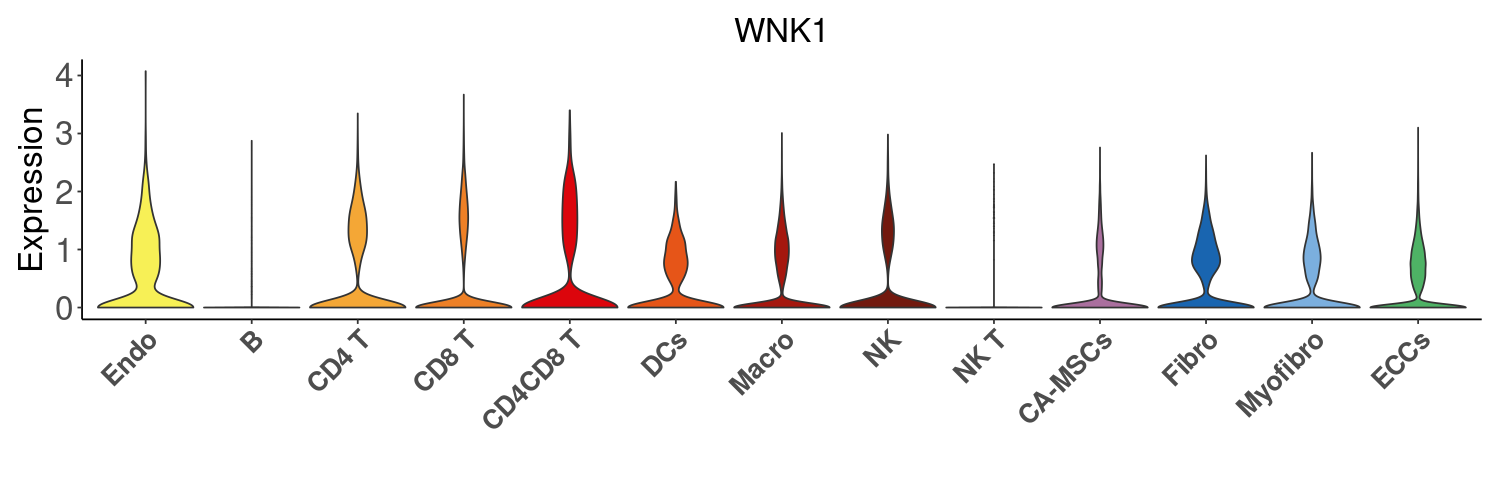 WNK1
Expression
4
3
2
1
0
Endo
B
CD4 T
CD8 T
CD4CD8 T
DCs
Macro
NK
NK T
CA-MSCs
Fibro
Myofibro
ECCs